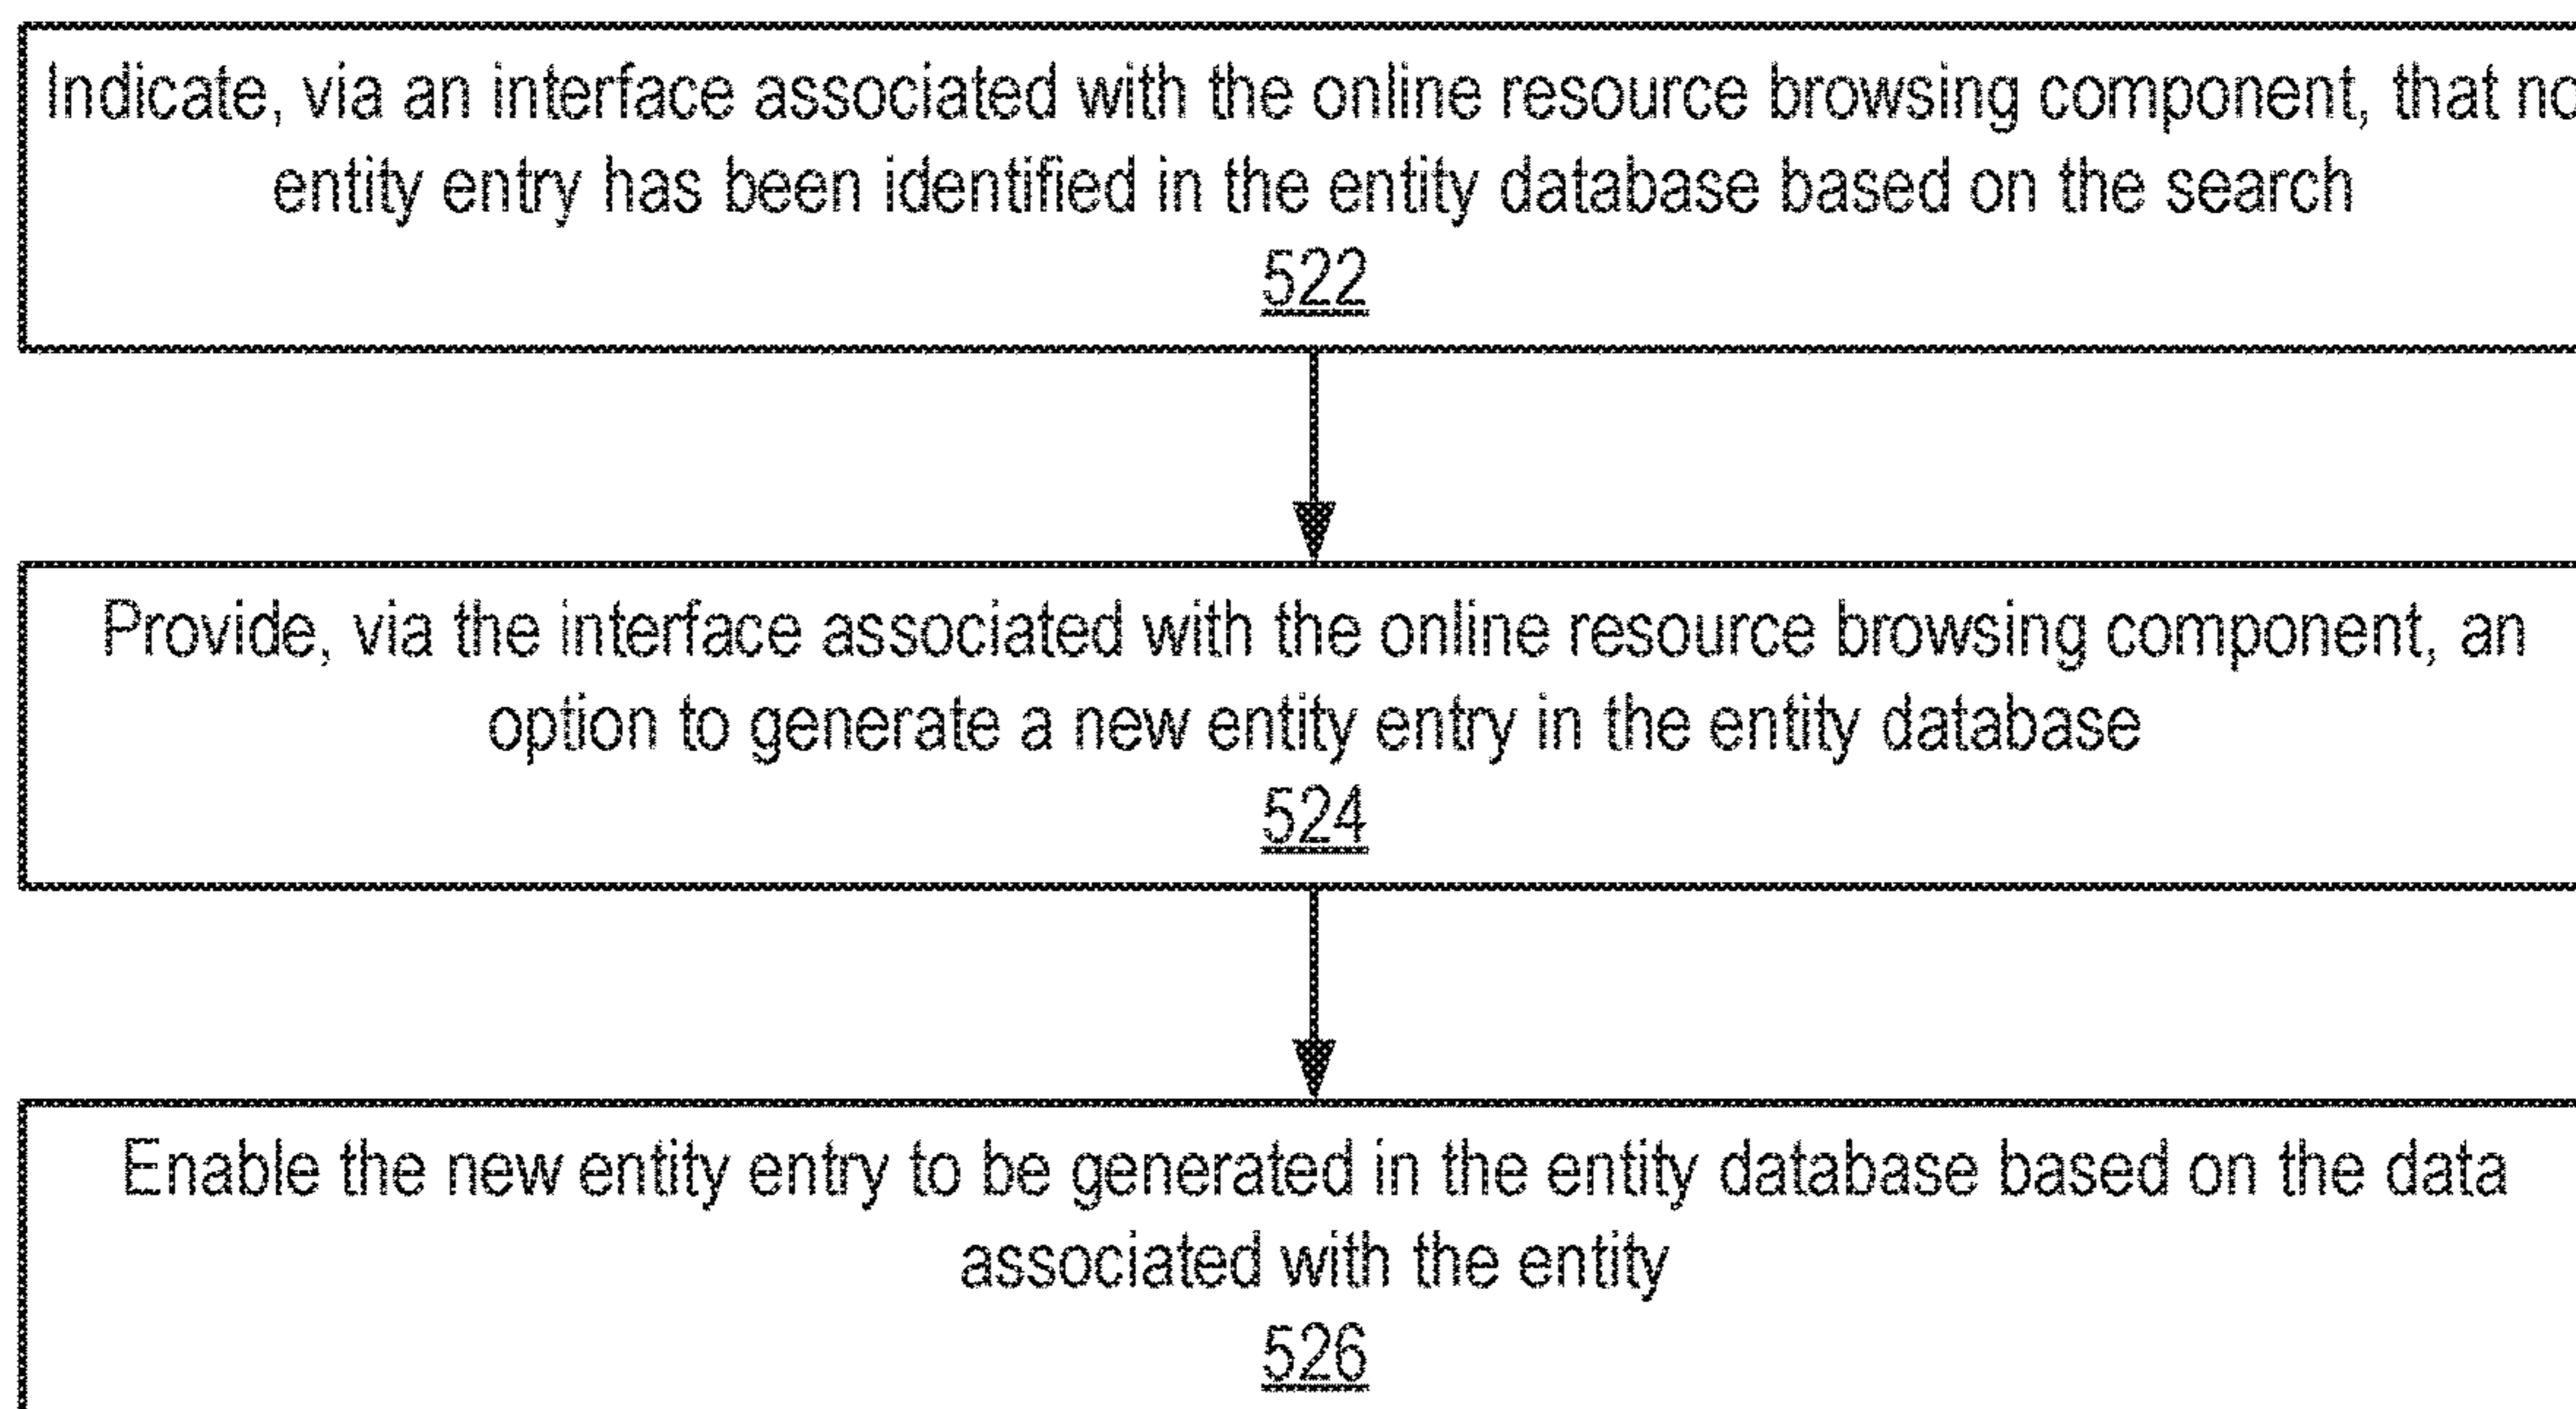 Indicate, via an interface associated with the online resource browsing component, that no
entity entry has been identified in the entity database based on the search
522
Provide, via the interface associated with the online resource browsing component, an
option to generate a new entity entry in the entity database
524
Enable the new entity entry to be generated in the entity database based on the data
associated with the entity
526